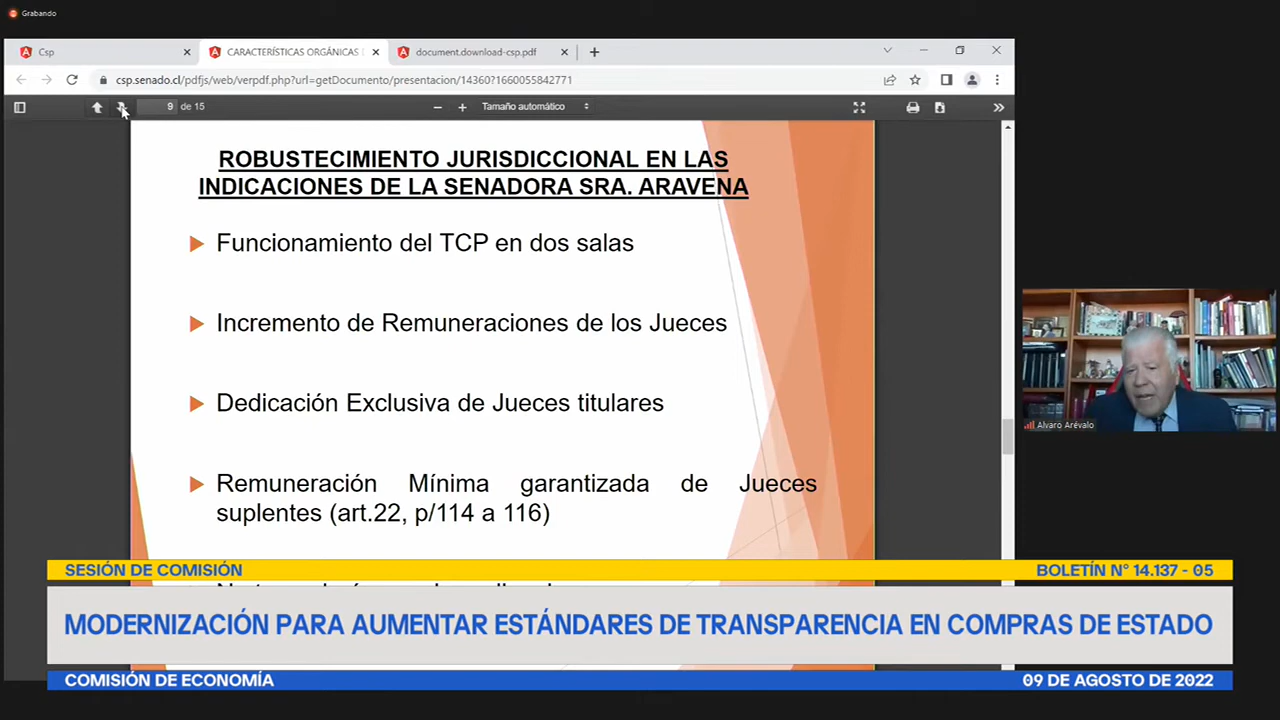 Grabando
Csp
CARACTERÍSTICAS ORGÁNICAS
document.download-csp.pdf
csp.senado.cl/pdfjs/web/verpdf.php?url=getDocumento/presentacion/14360?1660055842771
9 de 15
Tamaño automático
ROBUSTECIMIENTO JURISDICCIONAL EN LAS
INDICACIONES DE LA SENADORA SRA. ARAVENA
Funcionamiento del TCP en dos salas
Incremento de Remuneraciones de los Jueces
Dedicación Exclusiva de Jueces titulares
Remuneración Mínima garantizada de Jueces
suplentes (art.22, p/114 a 116)
Alvaro Arévalo
SESIÓN DE COMISIÓN
BOLETÍN N° 14.137 - 05
MODERNIZACIÓN PARA AUMENTAR ESTÁNDARES DE TRANSPARENCIA EN COMPRAS DE ESTADO
COMISIÓN DE ECONOMÍA
09 DE AGOSTO DE 2022